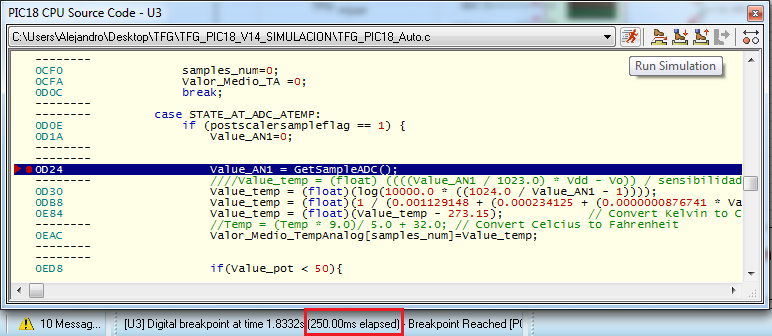 PIC18 CPU Source Code - U3
C:\Users\Alejandro\Desktop\TFG\TFG_PIC18_V14_SIMULACION\TFG_PIC18_Auto.c
Run Simulation
--------
0CF0 samples_num=0;
0CFA Valor_Medio_TA =0;
0D0C break;
--------
-------- case STATE_AT_ADC_ATEMP:
0D0E if (postscalersampleflag == 1) {
0D1A Value_AN1=0;
--------
--------
0D24 Value_AN1 = GetSampleADC();
-------- ////Value_temp = (float) ((((Value_AN1 / 1023.0) * Vdd - Vo)) / sensibilidad
0D30 Value_temp = (float)(log(10000.0 * ((1024.0 / Value_AN1 - 1))));
0DB8 Value_temp = (float)(1 / (0.001129148 + (0.000234125 + (0.0000000876741 * Va
0E84 Value_temp = (float)(Value_temp - 273.15); // Convert Kelvin to C
-------- //Temp = (Temp * 9.0)/ 5.0 + 32.0; // Convert Celcius to Fahrenheit
0EAC Valor_Medio_TempAnalog[samples_num]=Value_temp;
--------
--------
0ED8 if(Value_pot < 50){
10 Messag...
[U3] Digital breakpoint at time 1.8332s (250.00ms elapsed) - Breakpoint Reached [P